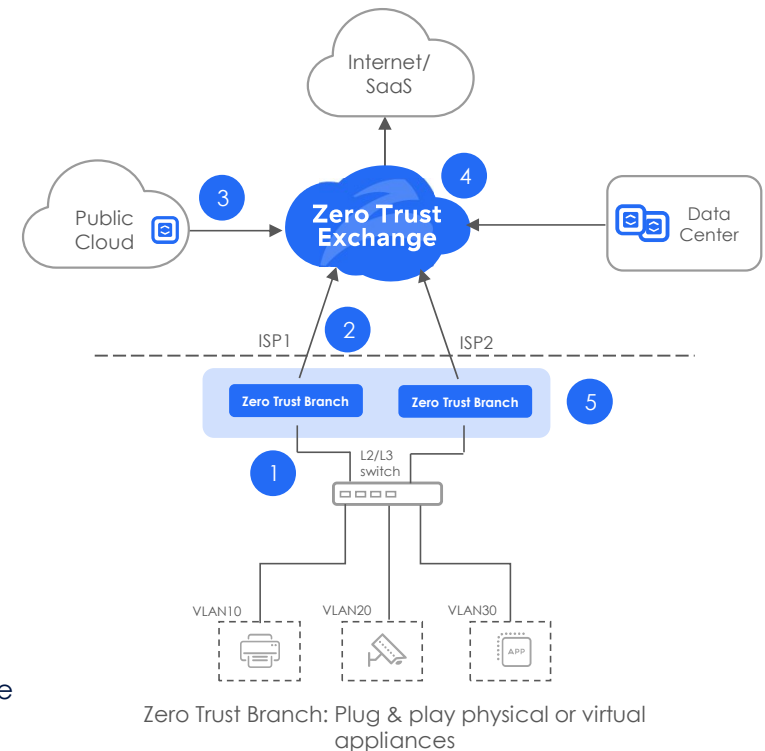 Internet/
SaaS
4
3
Public
Cloud
Zero Trust
Exchange
Data
Center
2
ISP1
ISP2
Zero Trust Branch
Zero Trust Branch
5
1
L2/L3
switch
VLAN10
VLAN20
VLAN30
APP
e
Zero Trust Branch: Plug & play physical or virtual
appliances